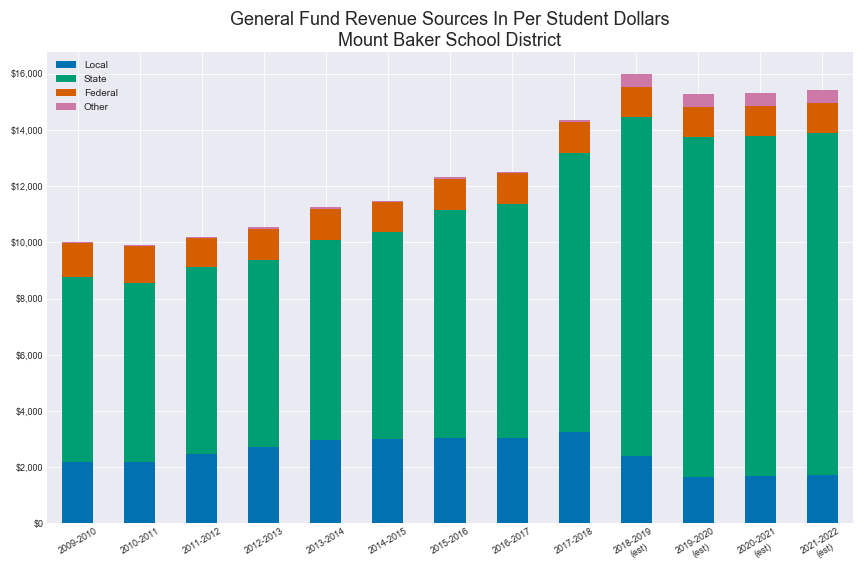 General Fund Revenue Sources In Per Student Dollars
Mount Baker School District
Local
State
Federal
Other
$16,000
$14,000
$12,000
$10,000
$8,000
$6,000
$4,000
$2,000
$0
2009-2010
2010-2011
2011-2012
2012-2013
2013-2014
2014-2015
2015-2016
2016-2017
2017-2018
2018-2019
(est)
2019-2020
(est)
2020-2021
(est)
2021-2022
(est)